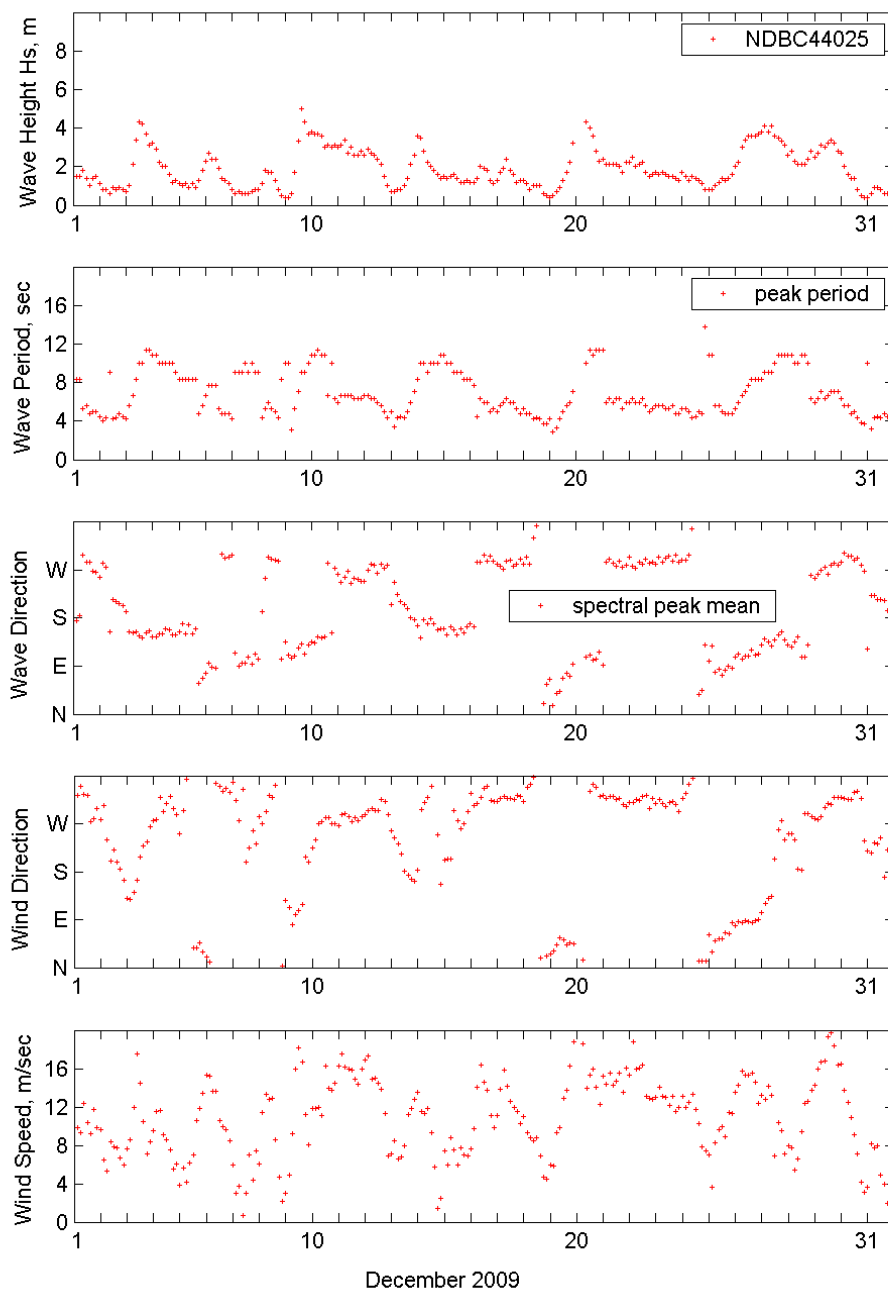 Wave Height Hs, m
8
6
4
2
0
NDBC44025
1
10
20
31
Wave Period, sec
16
12
8
4
0
peak period
1
10
20
31
Wave Direction
W
S
E
N
spectral peak mean
1
10
20
31
Wind Direction
W
S
E
N
1
10
20
31
Wind Speed, m/sec
16
12
8
4
0
1
10
20
31
December 2009